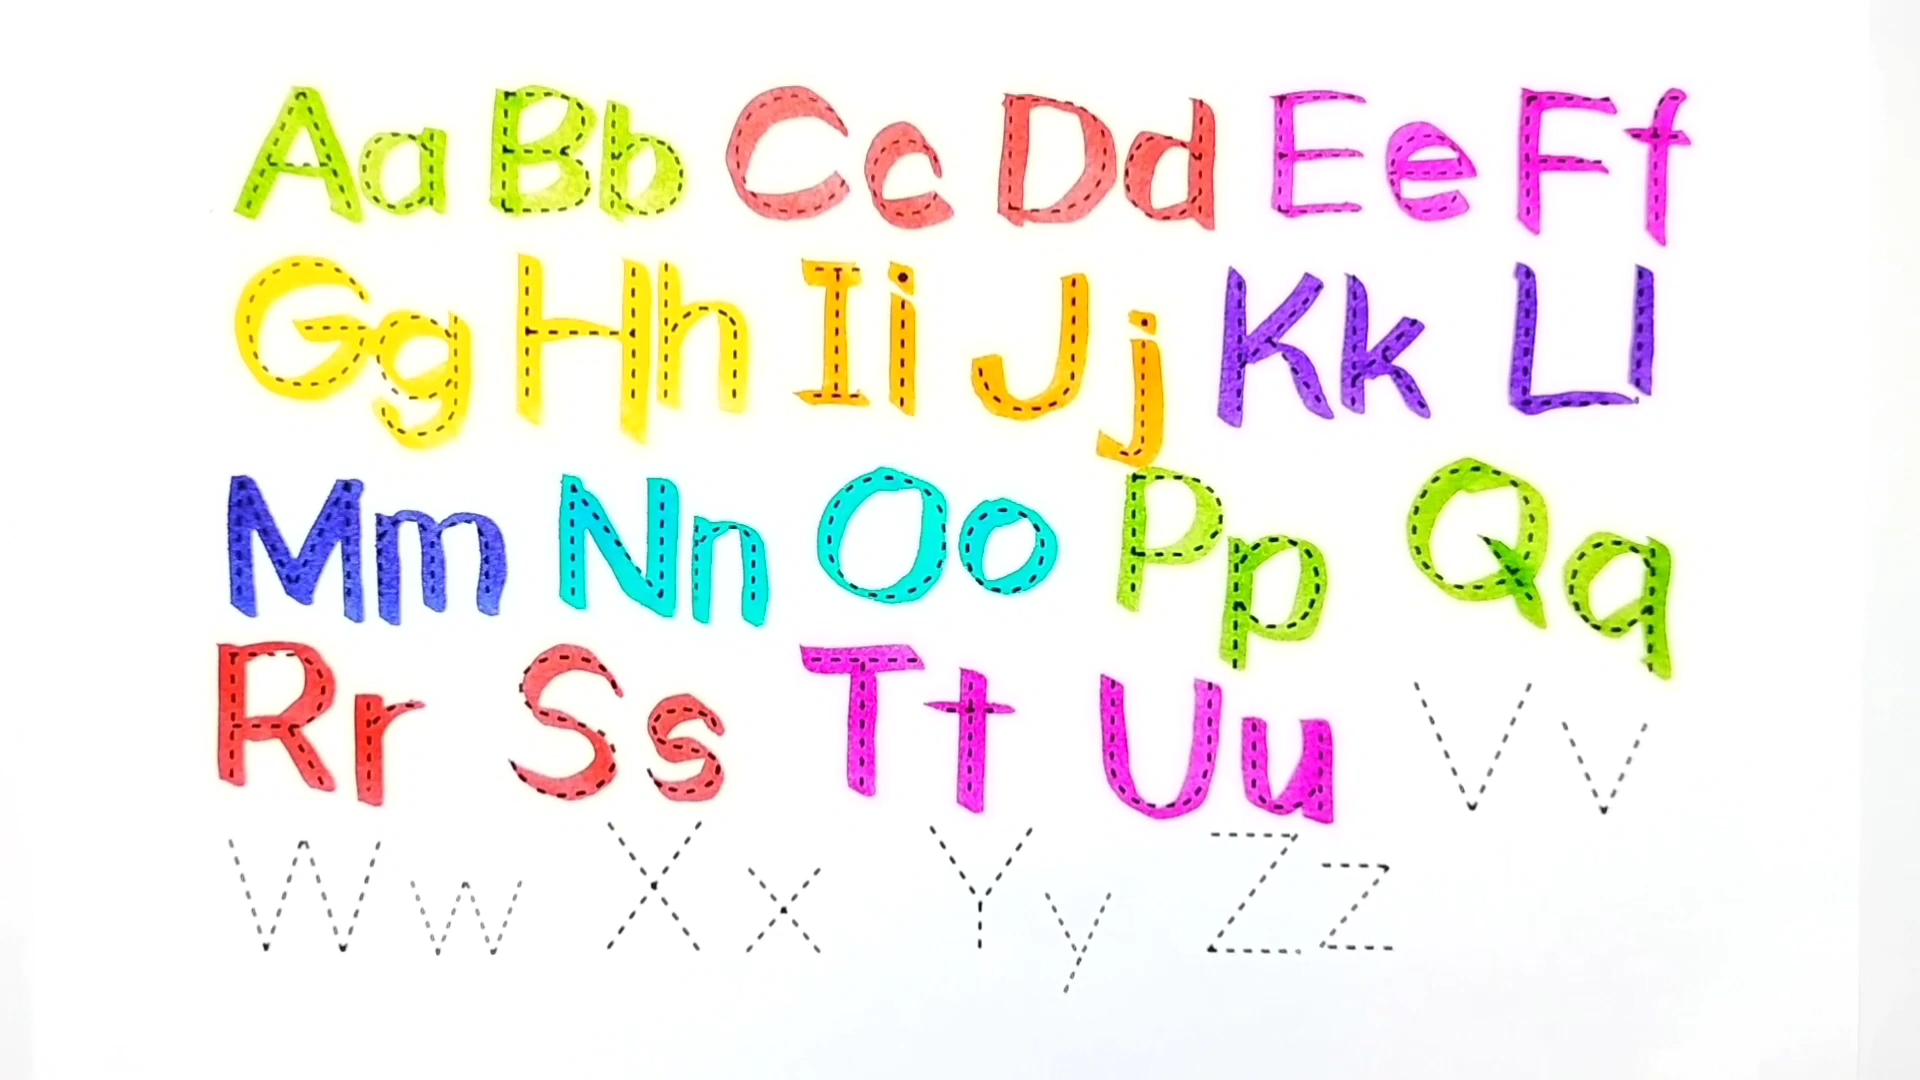 Aa Bb Cc Dd Ee Ff
Gg Hh Ii Jj Kk Ll
Mm Nn Oo Pp Qq
Rr Ss Tt Uu Vv
Ww Xx Yy Zz